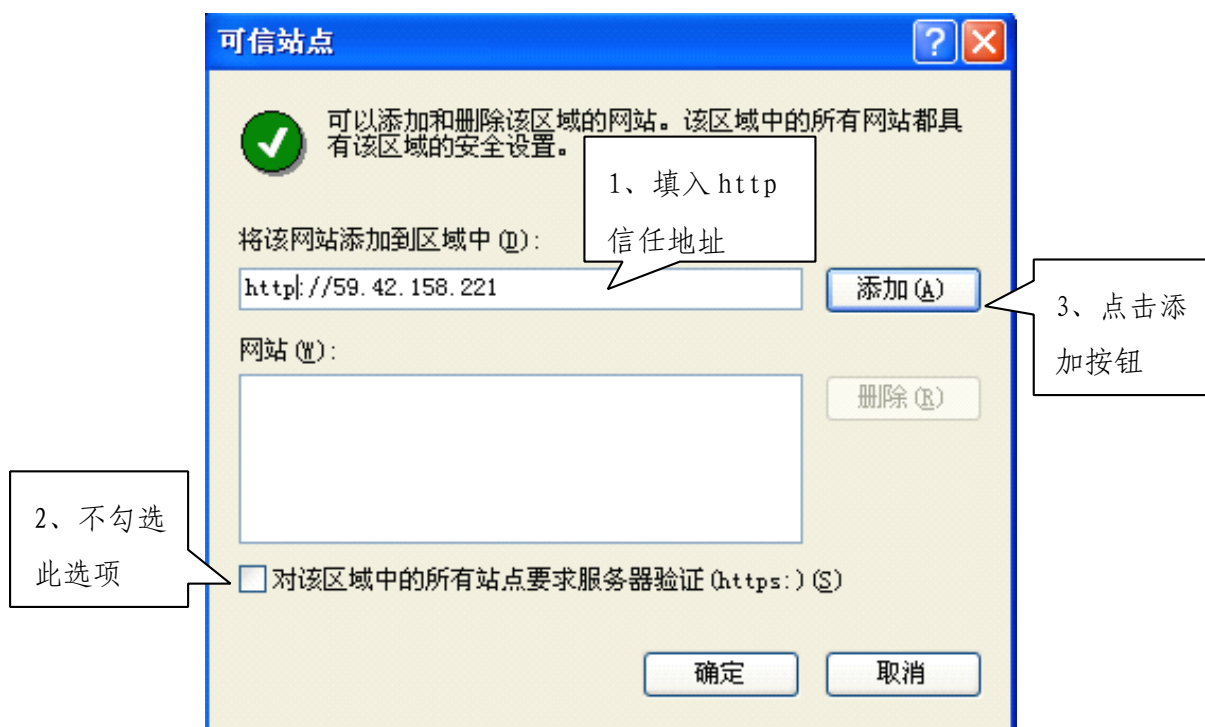 可信站点
可以添加和删除该区域的网站。该区域中的所有网站都具
有该区域的安全设置。
1、填入http
信任地址
将该网站添加到区域中(D):
http://59.42.158.221
添加(A)
3、点击添
加按钮
网站(W):
删除(R)
2、不勾选
此选项
对该区域中的所有站点要求服务器验证(https:)(S)
确定
取消